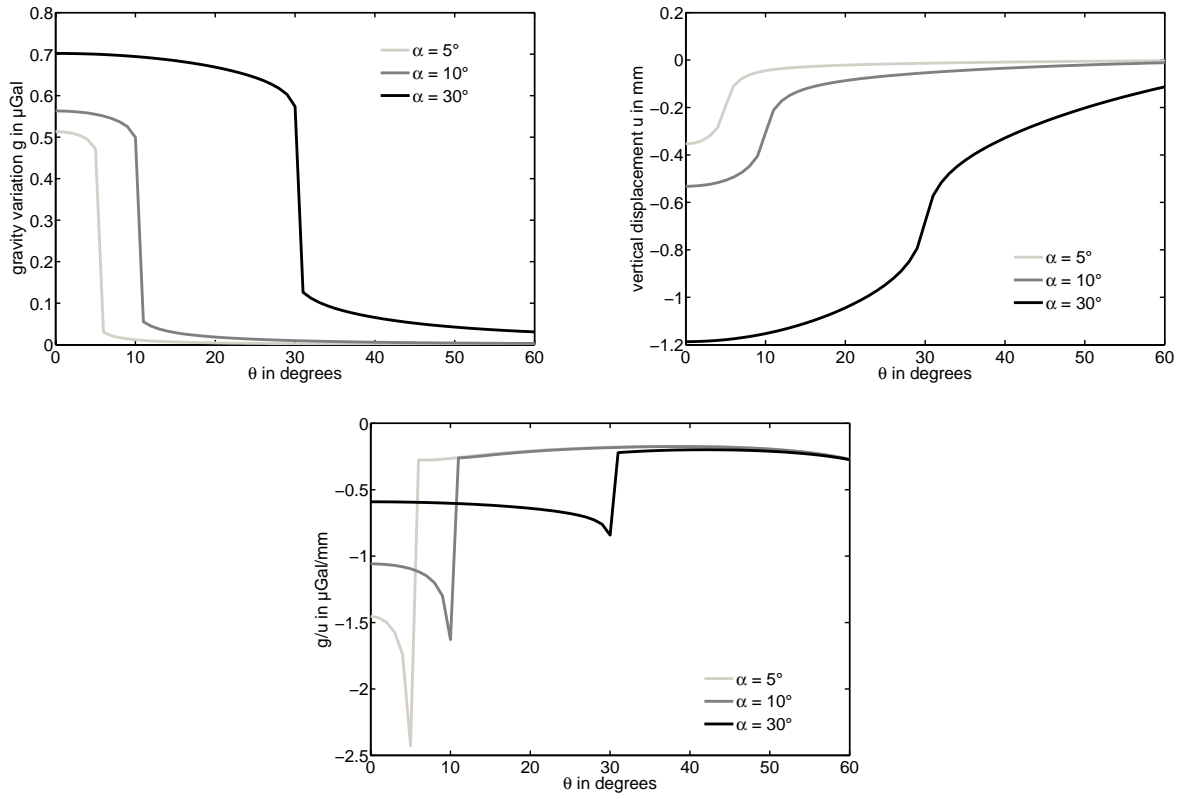 0.8
0.7
0.6
0.5
0.4
0.3
0.2
0.1
0
gravity variation g in μGal
0 10 20 30 40 50 60
θ in degrees
α = 5°
α = 10°
α = 30°
0.2
0
−0.2
−0.4
−0.6
−0.8
−1
−1.2
vertical displacement u in mm
0 10 20 30 40 50 60
θ in degrees
α = 5°
α = 10°
α = 30°
0
−0.5
−1
−1.5
−2
−2.5
g/u in μGal/mm
0 10 20 30 40 50 60
θ in degrees
α = 5°
α = 10°
α = 30°